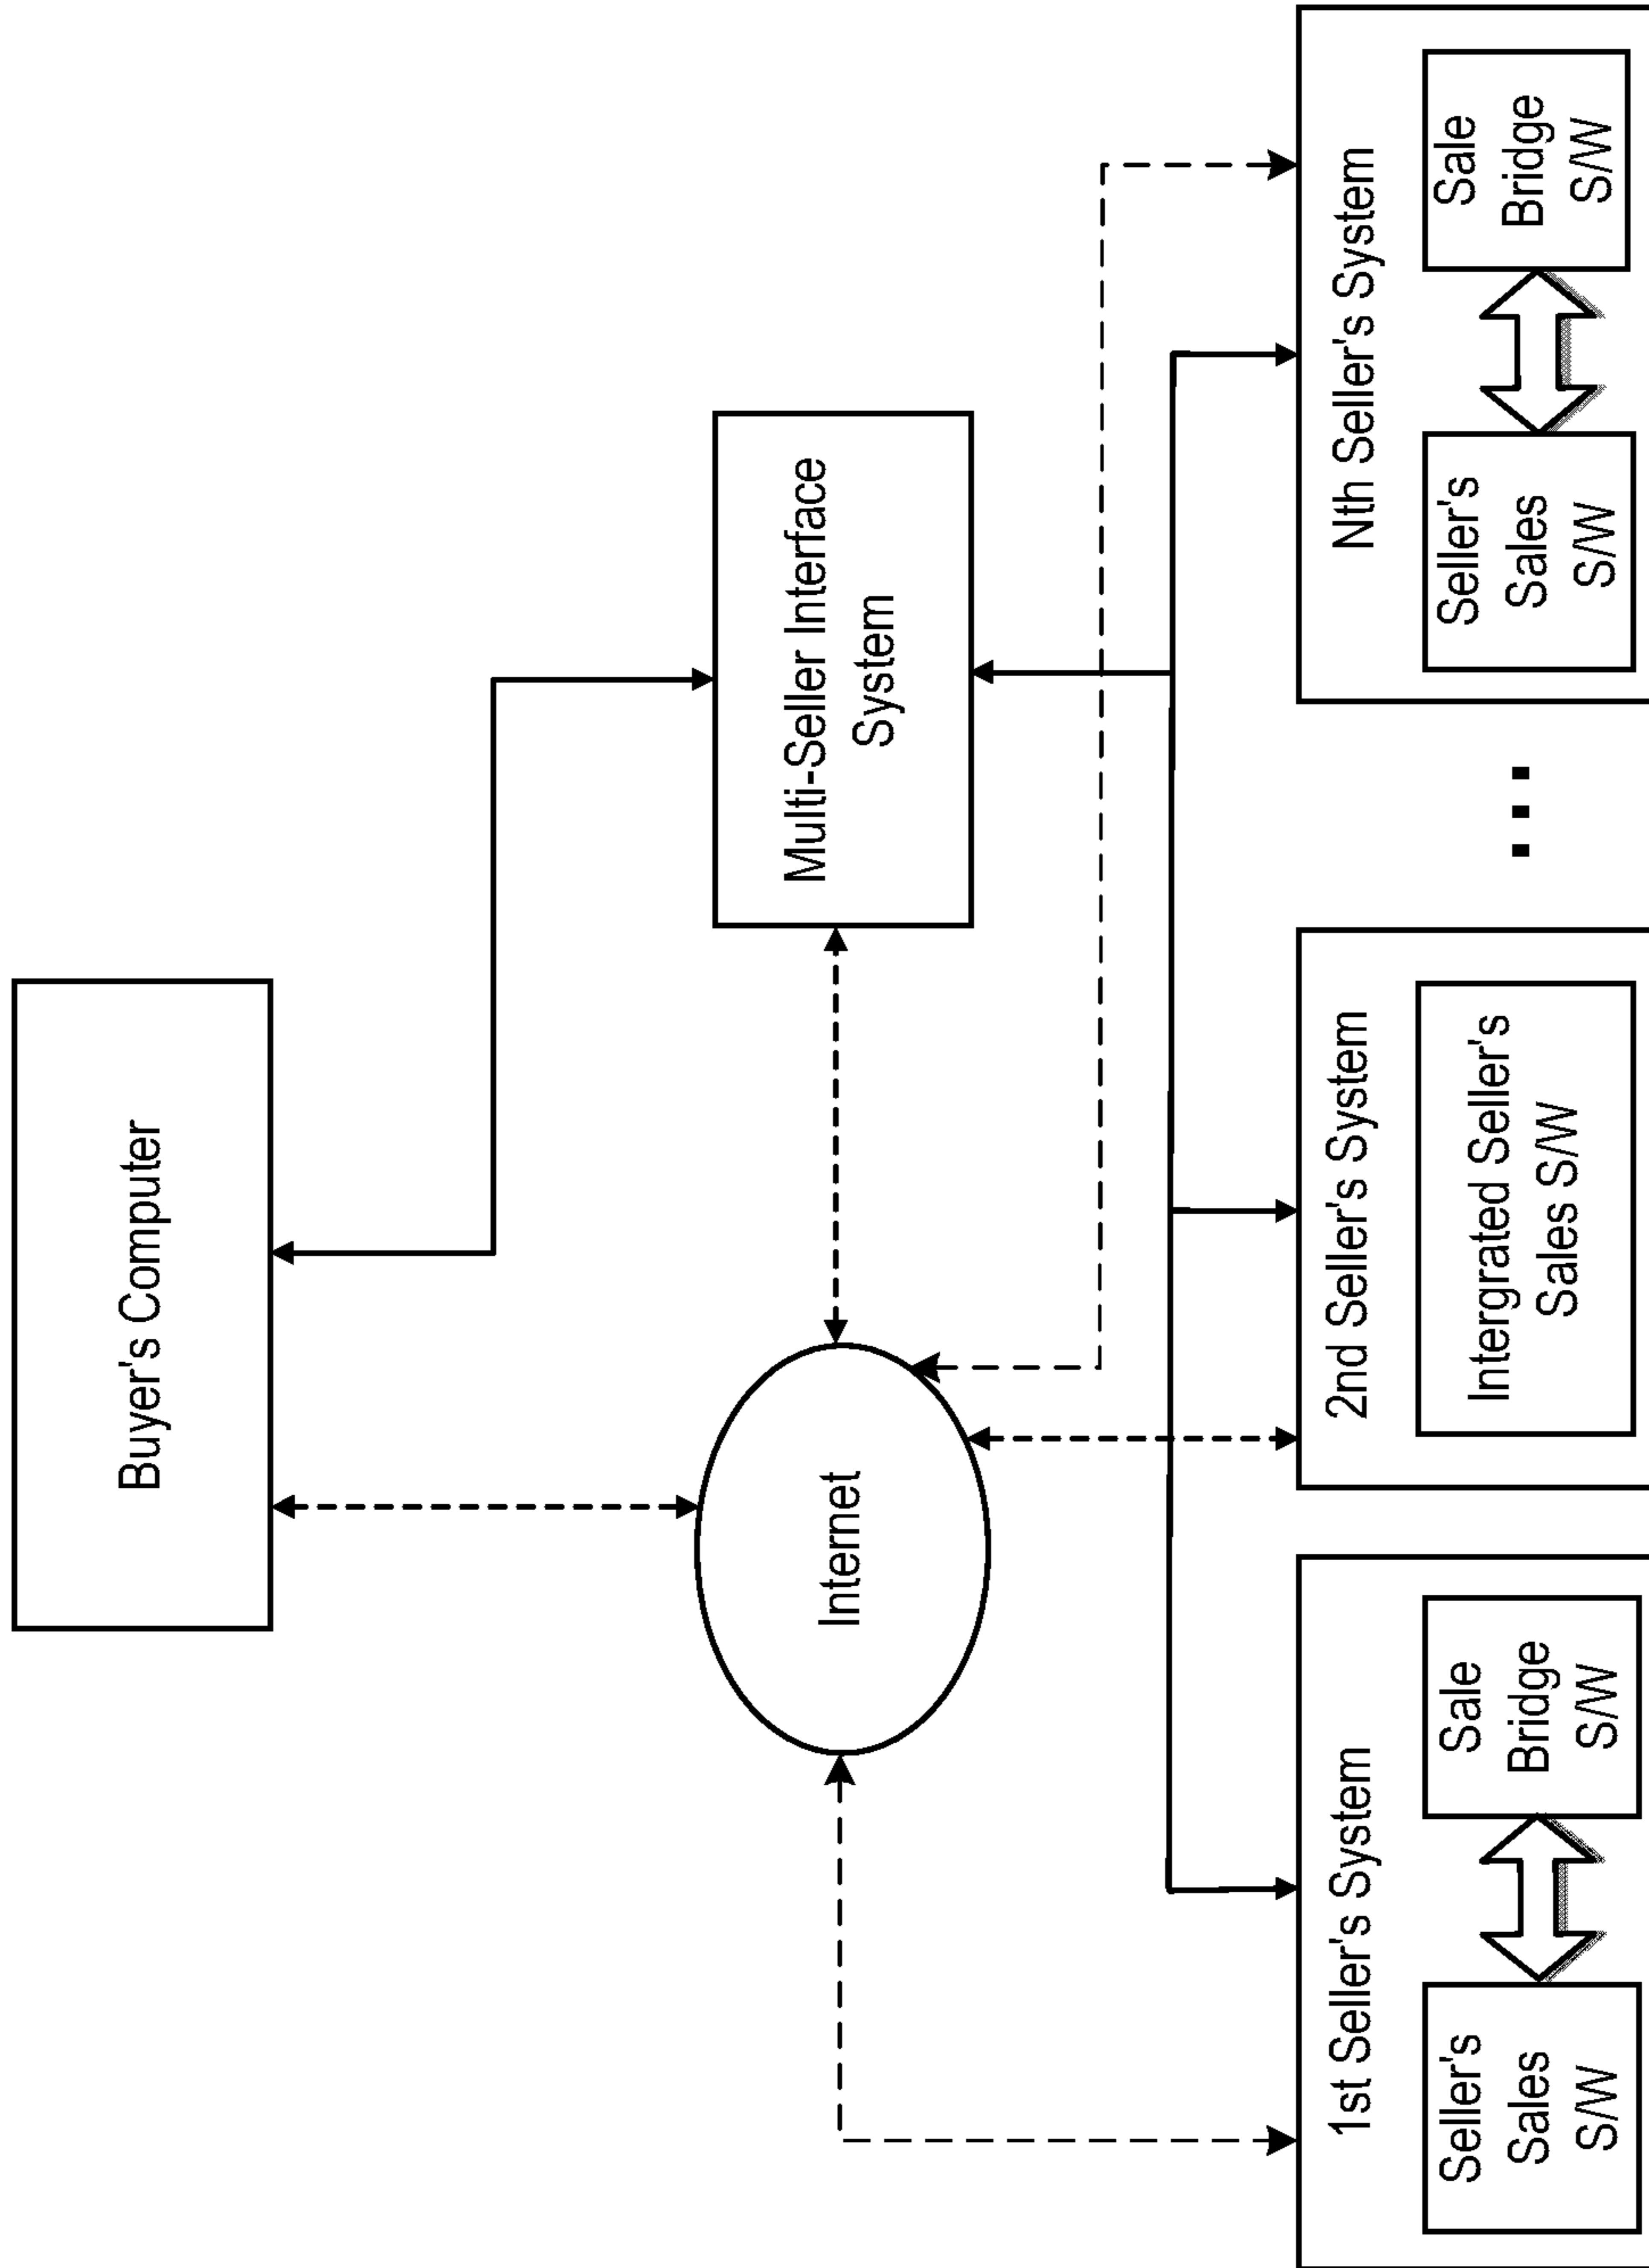 Buyer's Computer
Internet
Multi-Seller Interface
System
1st Seller's System
Seller's
Sales
S/W
Sale
Bridge
S/W
2nd Seller's System
Intergrated Seller's
Sales S/W
...
Nth Seller's System
Seller's
Sales
S/W
Sale
Bridge
S/W